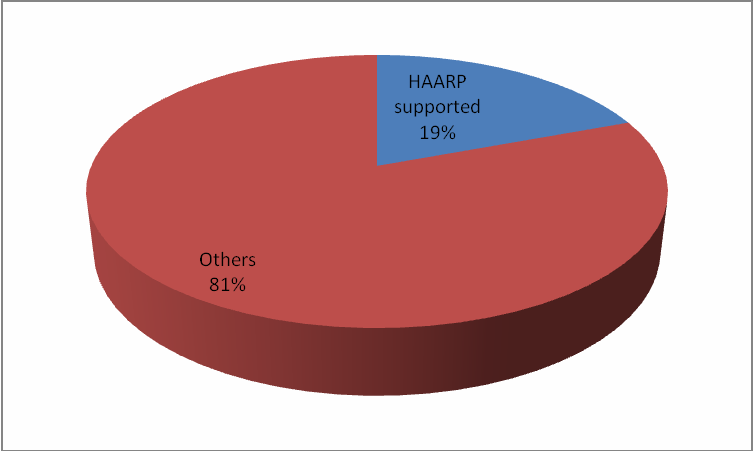 HAARP
supported
19%
Others
81%